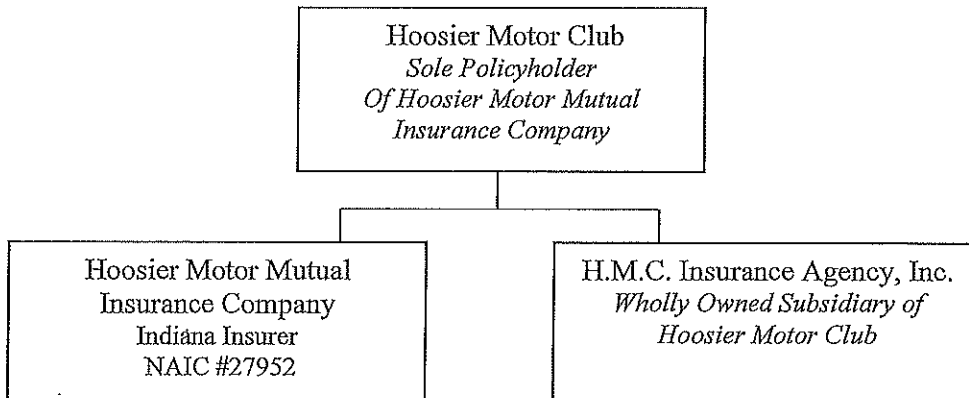 Hoosier Motor Club
Sole Policyholder
Of Hoosier Motor Mutual
Insurance Company
Hoosier Motor Mutual
Insurance Company
Indiana Insurer
NAIC #27952
H.M.C. Insurance Agency, Inc.
Wholly Owned Subsidiary of
Hoosier Motor Club